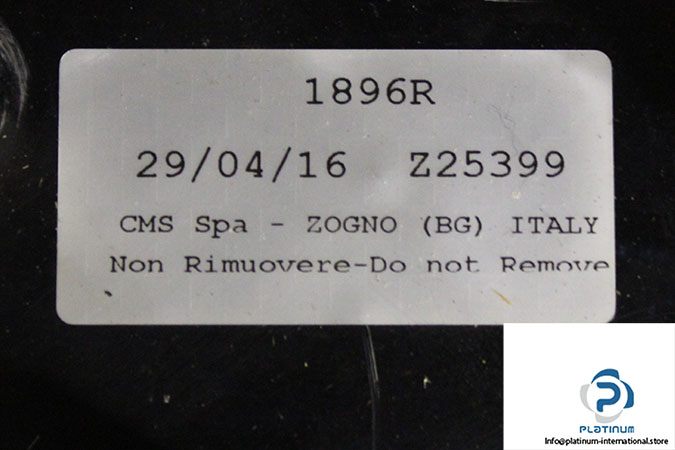 1896R
29/04/16 Z25399
CMS Spa - ZOGNO (BG) ITALY
Non Rimuovere-Do not Remove
PLATINUM
Info@platinum-international.store